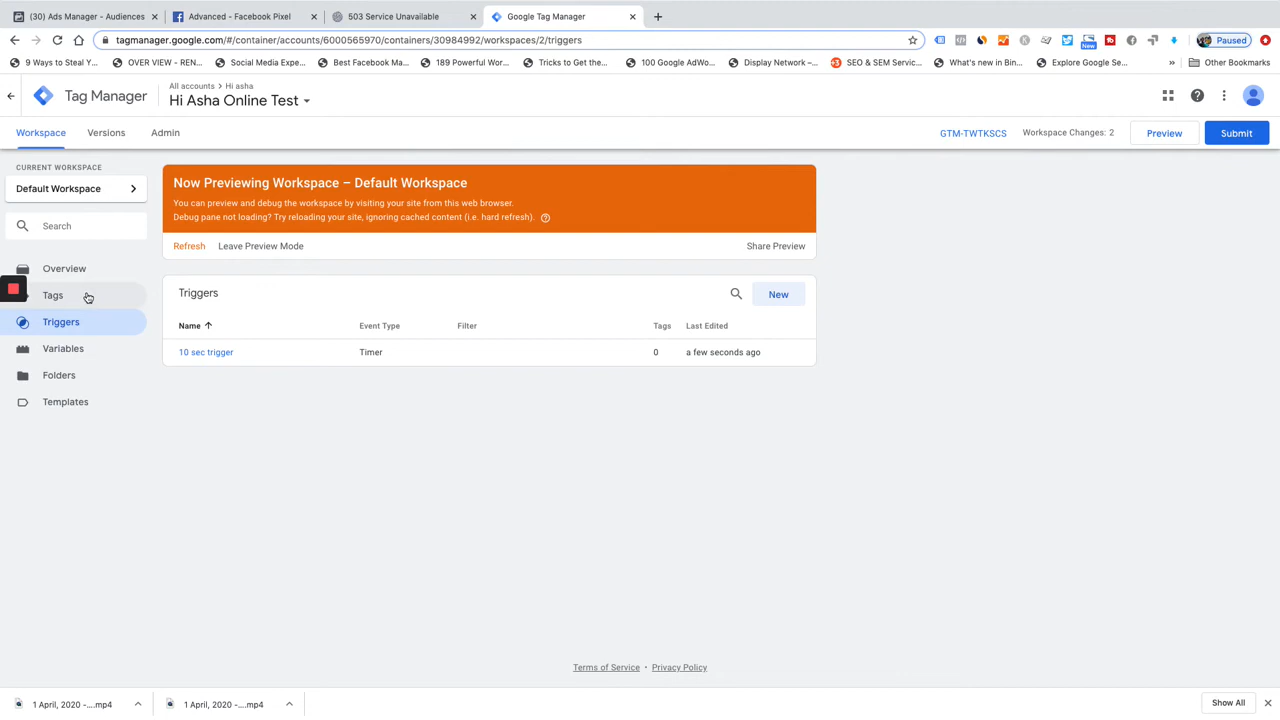 (30) Ads Manager - Audiences
Advanced - Facebook Pixel
503 Service Unavailable
Google Tag Manager
tagmanager.google.com/#/container/accounts/6000565970/containers/30984992/workspaces/2/triggers
New
Paused
9 Ways to Steal Y...
OVER VIEW - REN...
Social Media Expe...
Best Facebook Ma...
189 Powerful Wor...
Tricks to Get the...
100 Google AdWo...
Display Network –...
SEO & SEM Servic...
What's new in Bin...
Explore Google Se...
»
Other Bookmarks
Tag Manager
All accounts > Hi asha
Hi Asha Online Test
Workspace
Versions
Admin
GTM-TWTKSCS
Workspace Changes: 2
Preview
Submit
CURRENT WORKSPACE
Default Workspace
Search
Overview
Tags
Triggers
Variables
Folders
Templates
Now Previewing Workspace – Default Workspace
You can preview and debug the workspace by visiting your site from this web browser.
Debug pane not loading? Try reloading your site, ignoring cached content (i.e. hard refresh).
Refresh
Leave Preview Mode
Share Preview
Triggers
New
Name
Event Type
Filter
Tags
Last Edited
10 sec trigger
Timer
0
a few seconds ago
Terms of Service · Privacy Policy
1 April, 2020 -....mp4
1 April, 2020 -....mp4
Show All